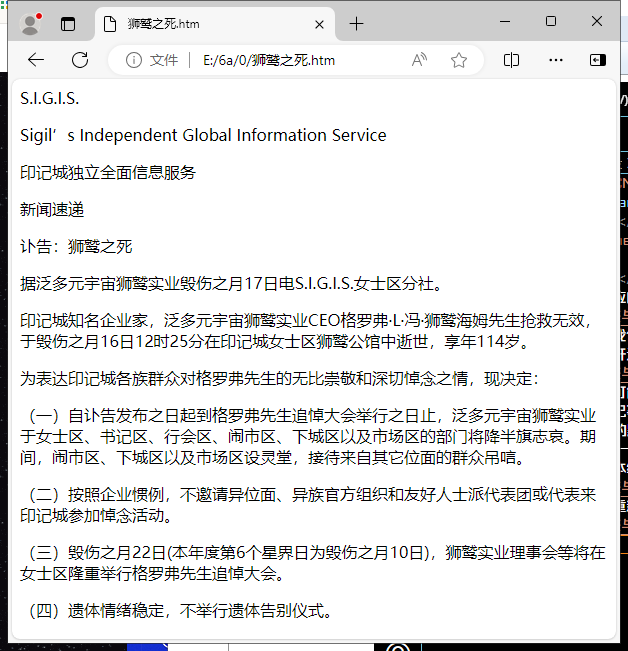 狮鹫之死.htm
文件
E:/6a/0/狮鹫之死.htm
S.I.G.I.S.
Sigil’s Independent Global Information Service
印记城独立全面信息服务
新闻速递
讣告：狮鹫之死
据泛多元宇宙狮鹫实业毁伤之月17日电S.I.G.I.S.女士区分社。
印记城知名企业家，泛多元宇宙狮鹫实业CEO格罗弗·L·冯·狮鹫海姆先生抢救无效，
于毁伤之月16日12时25分在印记城女士区狮鹫公馆中逝世，享年114岁。
为表达印记城各族群众对格罗弗先生的无比崇敬和深切悼念之情，现决定：
（一）自讣告发布之日起到格罗弗先生追悼大会举行之日止，泛多元宇宙狮鹫实业
于女士区、书记区、行会区、闹市区、下城区以及市场区的部门将降半旗志哀。期
间，闹市区、下城区以及市场区设灵堂，接待来自其它位面的群众吊唁。
（二）按照企业惯例，不邀请异位面、异族官方组织和友好人士派代表团或代表来
印记城参加悼念活动。
（三）毁伤之月22日(本年度第6个星界日为毁伤之月10日)，狮鹫实业理事会等将在
女士区隆重举行格罗弗先生追悼大会。
（四）遗体情绪稳定，不举行遗体告别仪式。